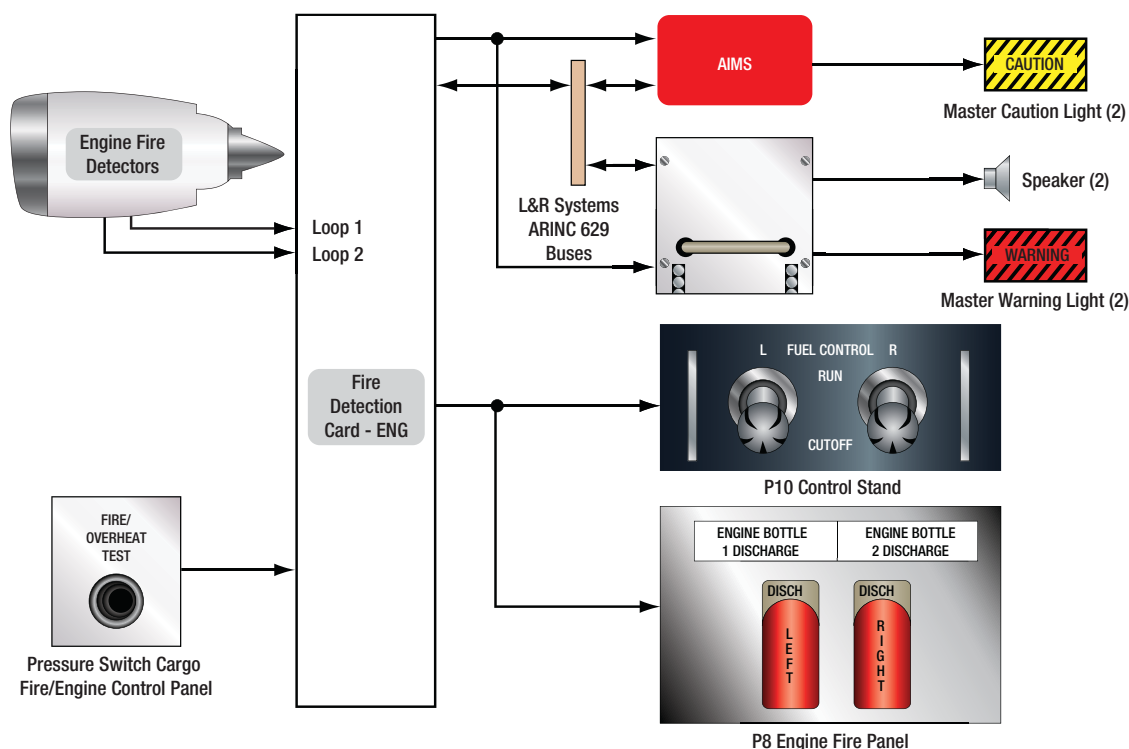 AIMS
CAUTION
Master Caution Light (2)
Engine Fire
Detectors
Speaker (2)
L&R Systems
ARINC 629
Buses
Loop 1
Loop 2
WARNING
Master Warning Light (2)
L FUEL CONTROL R
RUN
CUTOFF
P10 Control Stand
Fire
Detection
Card - ENG
FIRE/
OVERHEAT
TEST
Pressure Switch Cargo
Fire/Engine Control Panel
ENGINE BOTTLE
1 DISCHARGE
ENGINE BOTTLE
2 DISCHARGE
DISCH
LEFT
DISCH
RIGHT
P8 Engine Fire Panel